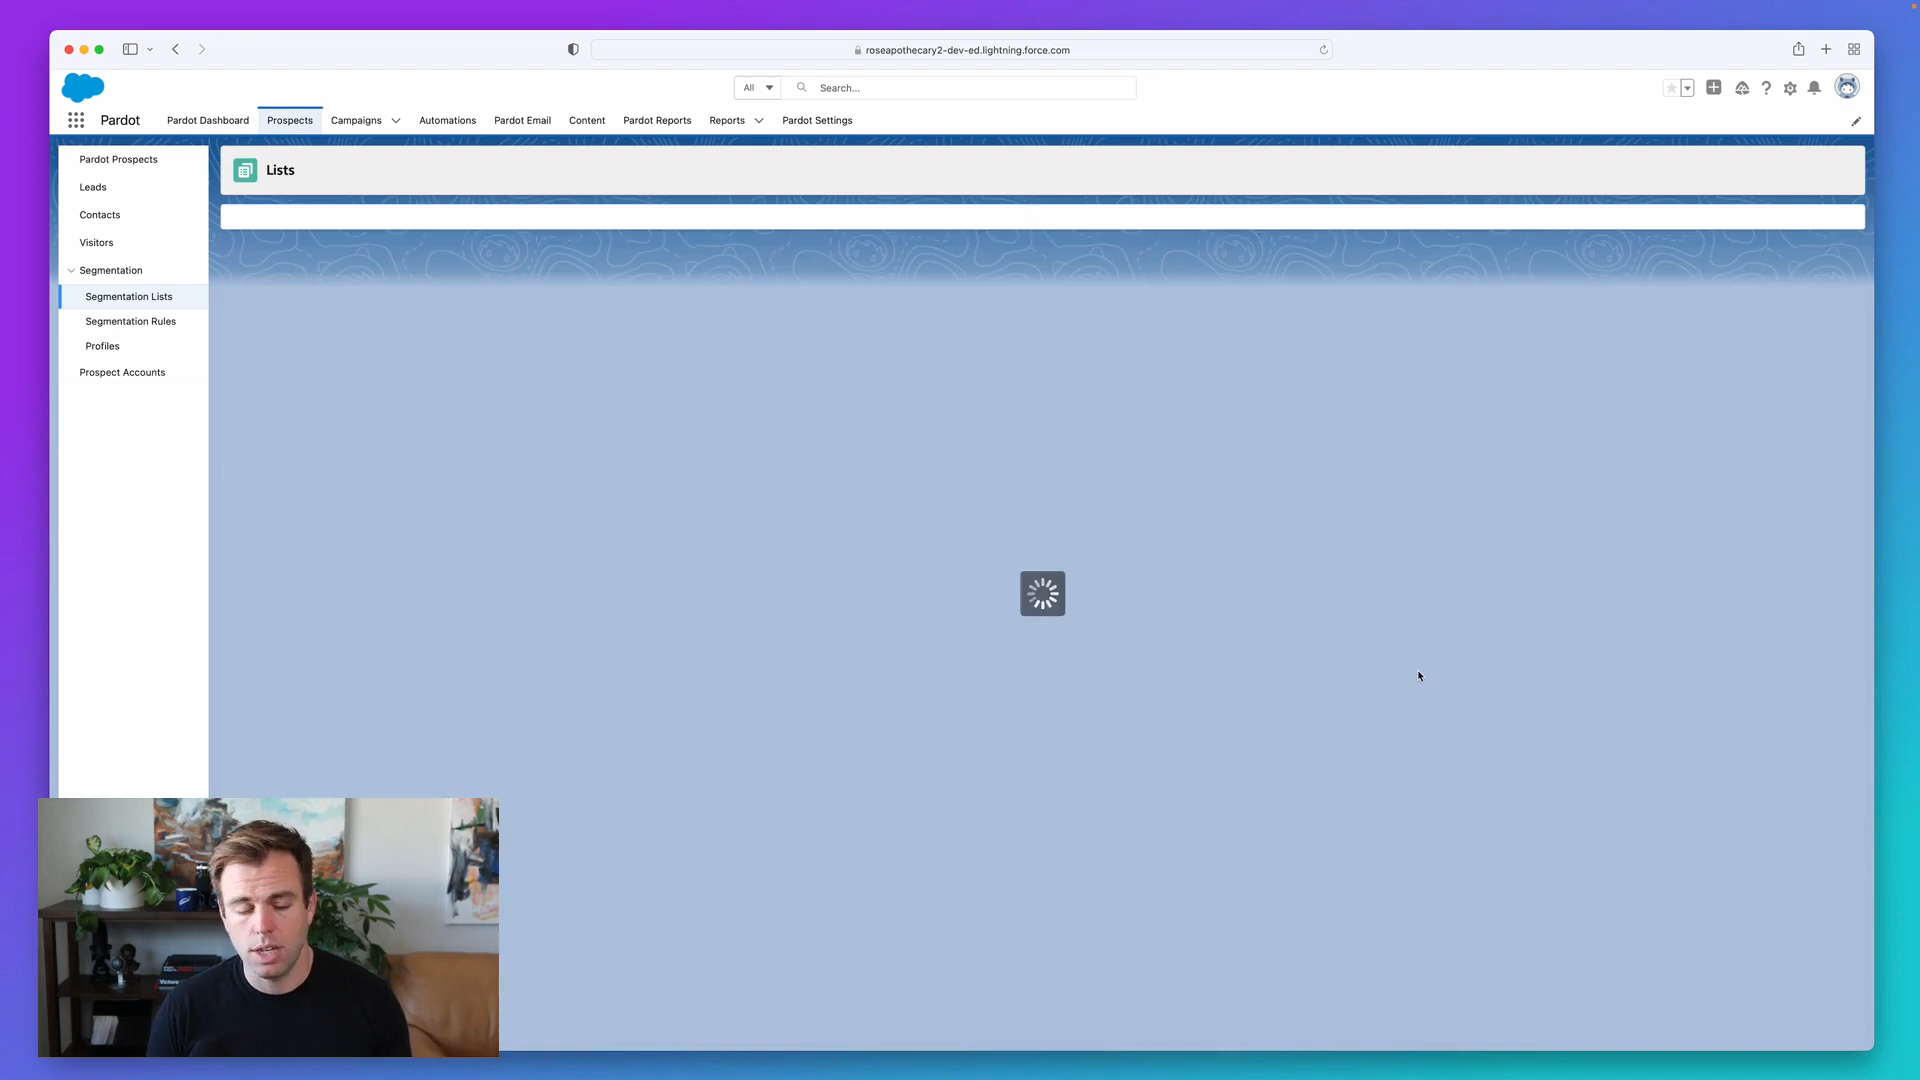 roseapothecary2-dev-ed.lightning.force.com
All
Search...
Pardot
Pardot Dashboard
Prospects
Campaigns
Automations
Pardot Email
Content
Pardot Reports
Reports
Pardot Settings
Pardot Prospects
Leads
Contacts
Visitors
Segmentation
Segmentation Lists
Segmentation Rules
Profiles
Prospect Accounts
Lists